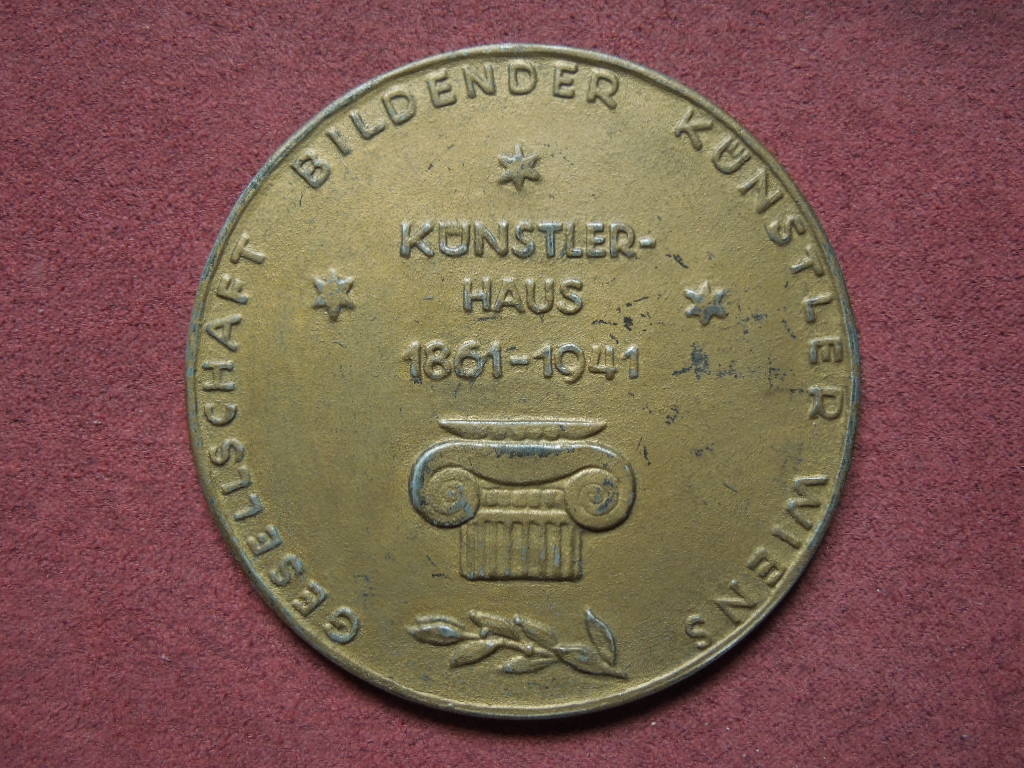 GESELLSCHAFT BILDENDER KÜNSTLER WIENS
KÜNSTLER-
HAUS
1861-1941